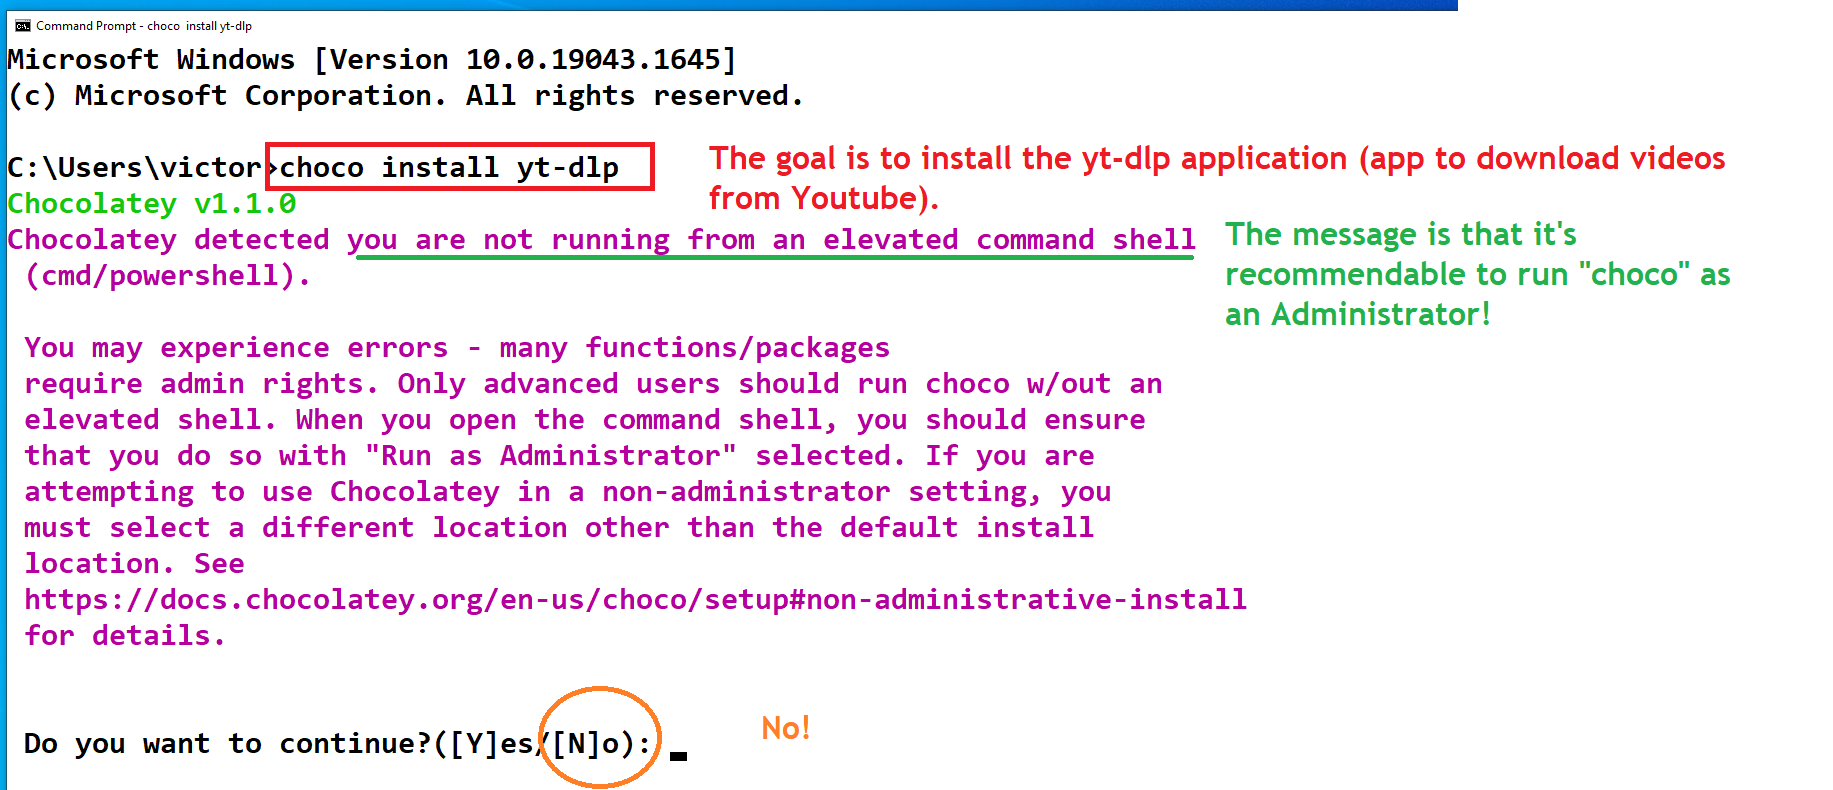 Command Prompt - choco  install yt-dlp
Microsoft Windows [Version 10.0.19043.1645]
(c) Microsoft Corporation. All rights reserved.
C:\Users\victor>choco install yt-dlp
The goal is to install the yt-dlp application (app to download videos
from Youtube).
Chocolatey v1.1.0
Chocolatey detected you are not running from an elevated command shell
(cmd/powershell).
The message is that it's
recommendable to run "choco" as
an Administrator!
You may experience errors - many functions/packages
require admin rights. Only advanced users should run choco w/out an
elevated shell. When you open the command shell, you should ensure
that you do so with "Run as Administrator" selected. If you are
attempting to use Chocolatey in a non-administrator setting, you
must select a different location other than the default install
location. See
https://docs.chocolatey.org/en-us/choco/setup#non-administrative-install
for details.
Do you want to continue?([Y]es/[N]o):
No!